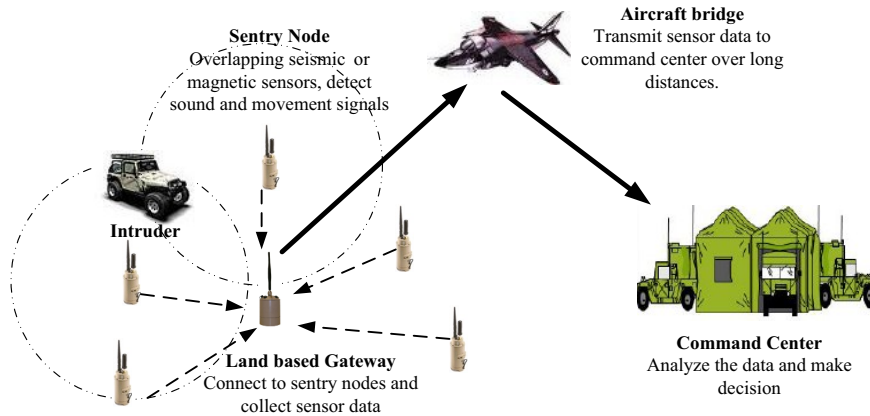 Sentry Node
Overlapping seismic or
magnetic sensors, detect
sound and movement signals
Aircraft bridge
Transmit sensor data to
command center over long
distances.
Intruder
Land based Gateway
Connect to sentry nodes and
collect sensor data
Command Center
Analyze the data and make
decision